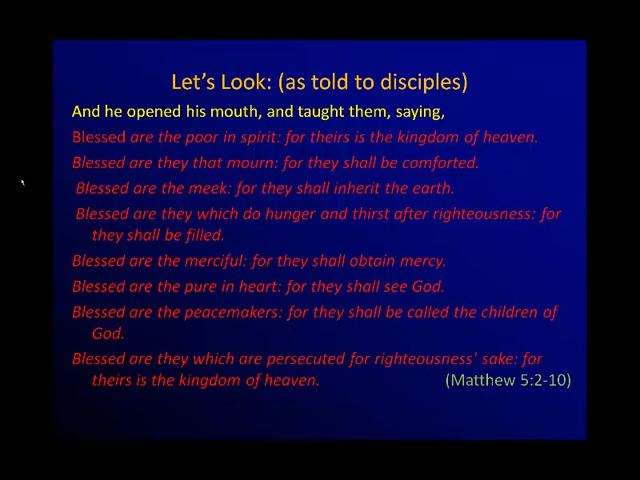 Let's Look: (as told to disciples)
And he opened his mouth, and taught them, saying,
Blessed are the poor in spirit: for theirs is the kingdom of heaven.
Blessed are they that mourn: for they shall be comforted.
Blessed are the meek: for they shall inherit the earth.
Blessed are they which do hunger and thirst after righteousness: for
they shall be filled.
Blessed are the merciful: for they shall obtain mercy.
Blessed are the pure in heart: for they shall see God.
Blessed are the peacemakers: for they shall be called the children of
God.
Blessed are they which are persecuted for righteousness' sake: for
theirs is the kingdom of heaven. (Matthew 5:2-10)